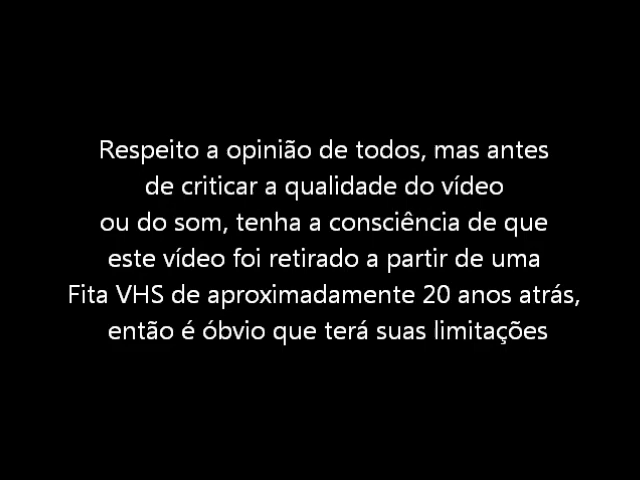 Respeito a opinião de todos, mas antes
de criticar a qualidade do vídeo
ou do som, tenha a consciência de que
este vídeo foi retirado a partir de uma
Fita VHS de aproximadamente 20 anos atrás,
então é óbvio que terá suas limitações